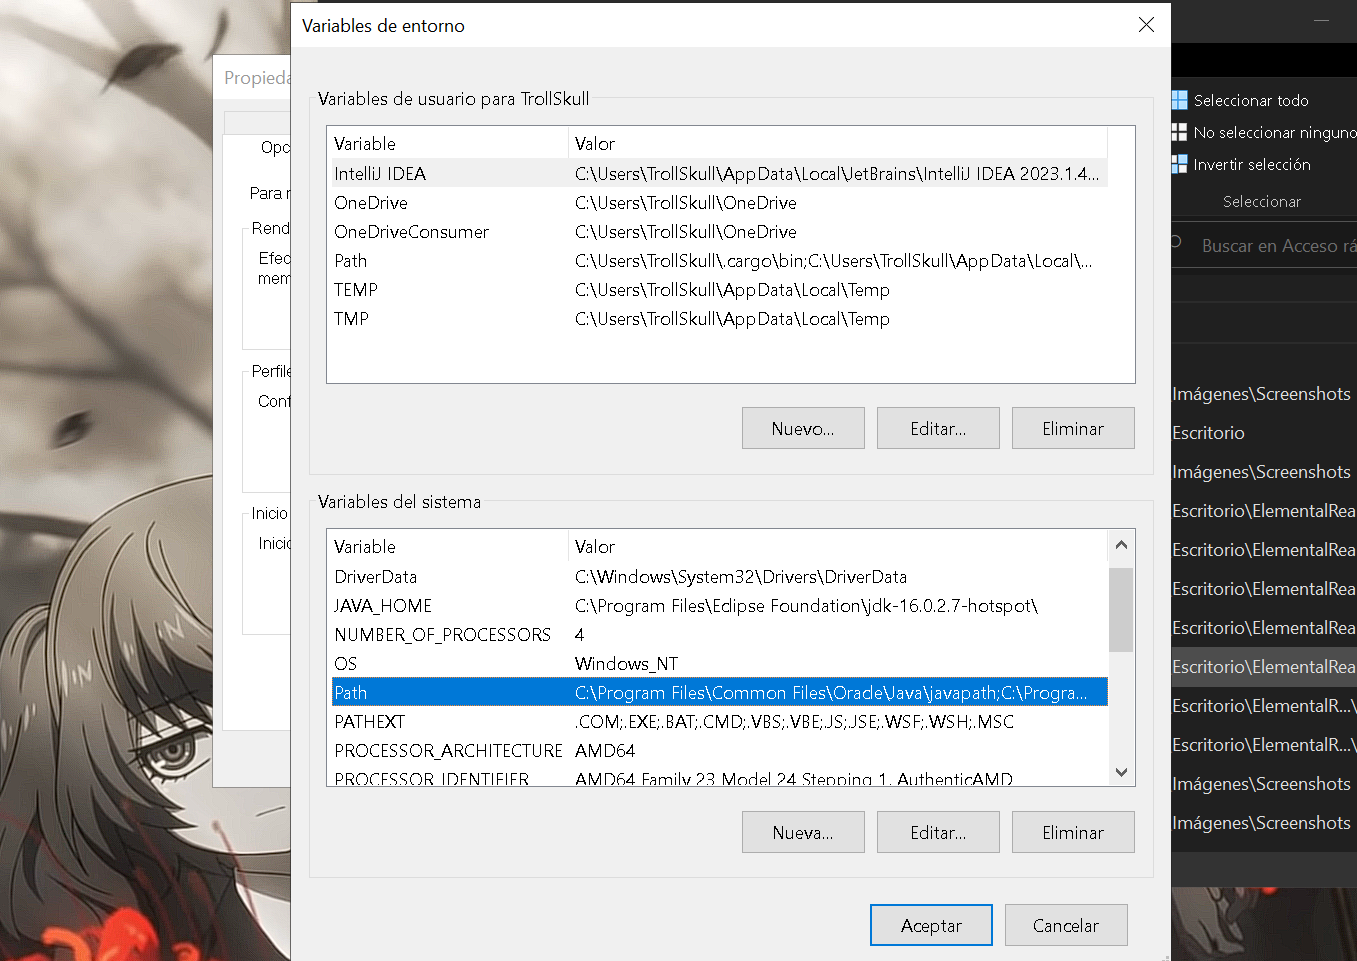 Variables de entorno
Propieda
Opc
Para r
Rend
Efec
mem
Perfile
Conf
Inicio
Inicio
Variables de usuario para TrollSkull
Variable Valor
IntelliJ IDEA C:\Users\TrollSkull\AppData\Local\JetBrains\IntelliJ IDEA 2023.1.4...
OneDrive C:\Users\TrollSkull\OneDrive
OneDriveConsumer C:\Users\TrollSkull\OneDrive
Path C:\Users\TrollSkull\.cargo\bin;C:\Users\TrollSkull\AppData\Local\...
TEMP C:\Users\TrollSkull\AppData\Local\Temp
TMP C:\Users\TrollSkull\AppData\Local\Temp
Nuevo... Editar... Eliminar
Variables del sistema
Variable Valor
DriverData C:\Windows\System32\Drivers\DriverData
JAVA_HOME C:\Program Files\Eclipse Foundation\jdk-16.0.2.7-hotspot\
NUMBER_OF_PROCESSORS 4
OS Windows_NT
Path C:\Program Files\Common Files\Oracle\Java\javapath;C:\Progra...
PATHEXT .COM;.EXE;.BAT;.CMD;.VBS;.VBE;.JS;.JSE;.WSF;.WSH;.MSC
PROCESSOR_ARCHITECTURE AMD64
PROCESSOR_IDENTIFIER AMD64 Family 23 Model 24 Stepping 1, AuthenticAMD
Nueva... Editar... Eliminar
Aceptar Cancelar
Seleccionar todo
No seleccionar ninguno
Invertir selección
Seleccionar
Buscar en Acceso rá
Imágenes\Screenshots
Escritorio
Imágenes\Screenshots
Escritorio\ElementalRea
Escritorio\ElementalRea
Escritorio\ElementalRea
Escritorio\ElementalRea
Escritorio\ElementalRea
Escritorio\ElementalR...\
Escritorio\ElementalR...\
Imágenes\Screenshots
Imágenes\Screenshots